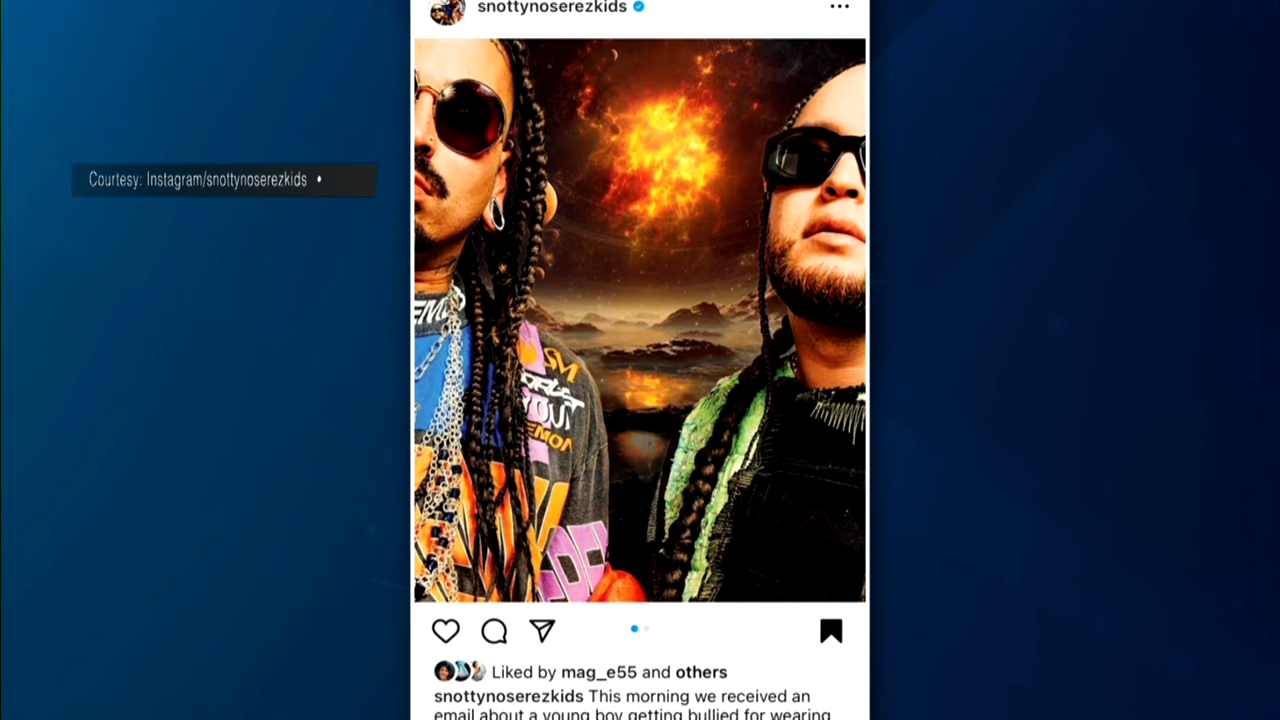 snottynoserezkids
Courtesy: Instagram/snottynoserezkids •
Liked by mag_e55 and others
snottynoserezkids This morning we received an
email about a young boy getting bullied for wearing